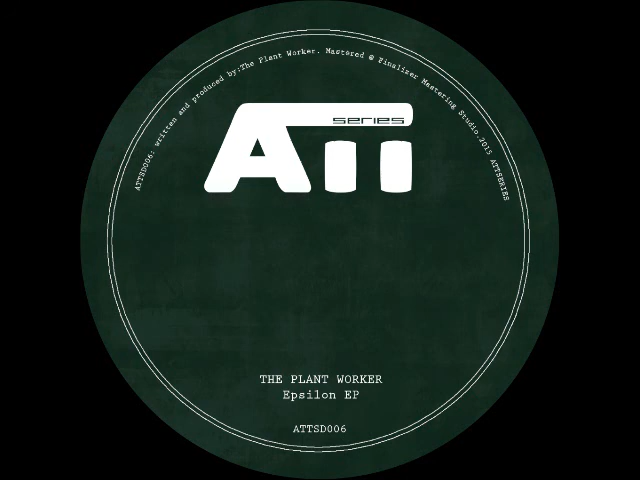 ATTSD006: written and produced by:The Plant Worker. Mastered @ Finalizer Mastering Studio.2015 ATTSERIES
ATT series
THE PLANT WORKER
Epsilon EP
ATTSD006